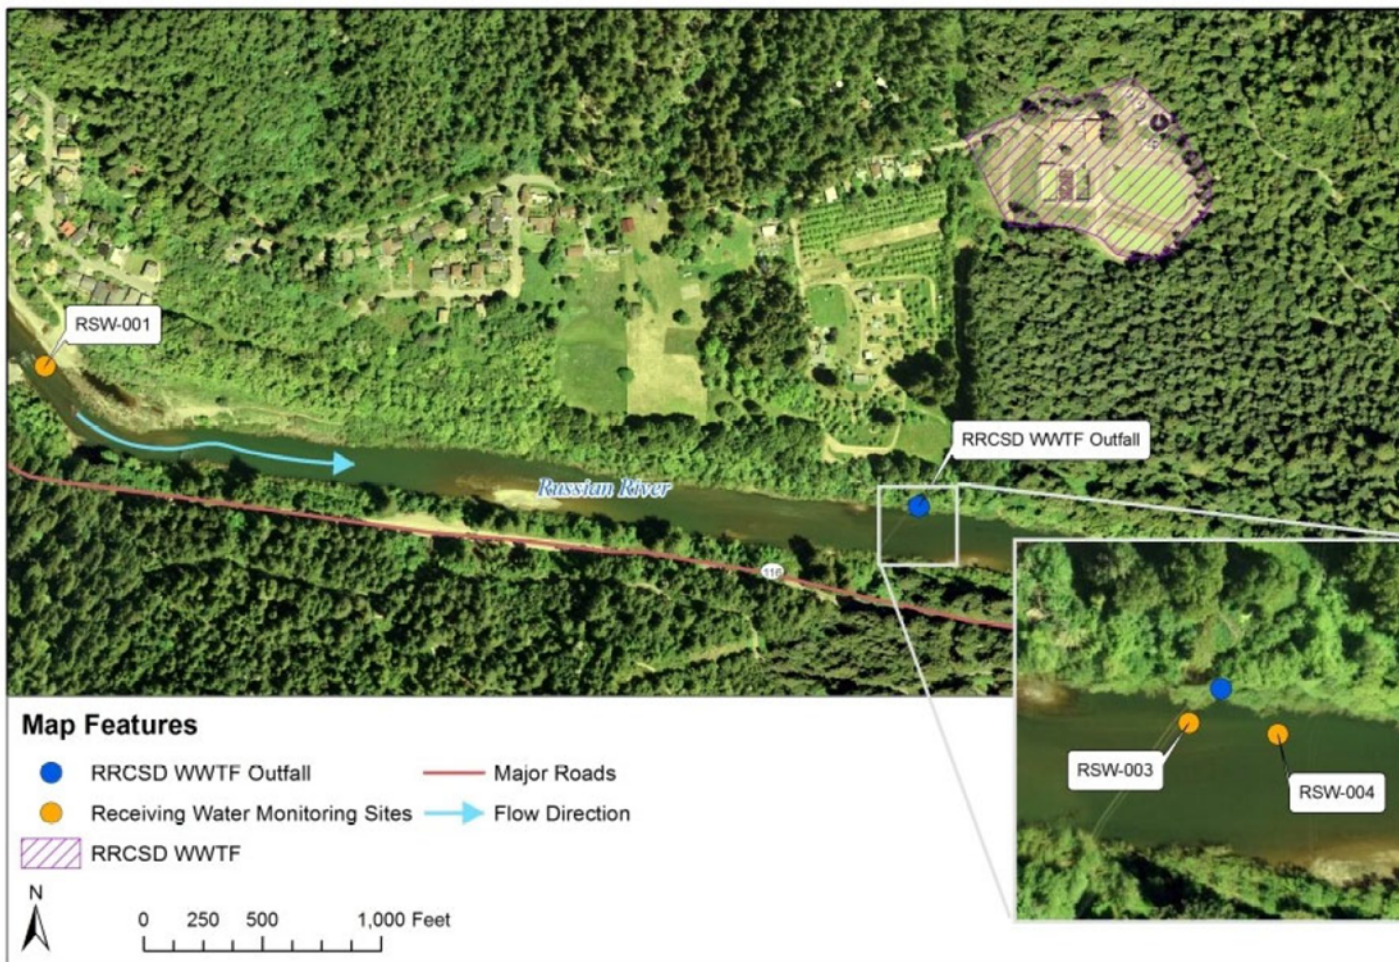 RSW-001
RRCSD WWTF Outfall
Russian River
116
RSW-003
RSW-004
Map Features
RRCSD WWTF Outfall
Major Roads
Receiving Water Monitoring Sites
Flow Direction
RRCSD WWTF
N
0 250 500 1,000 Feet